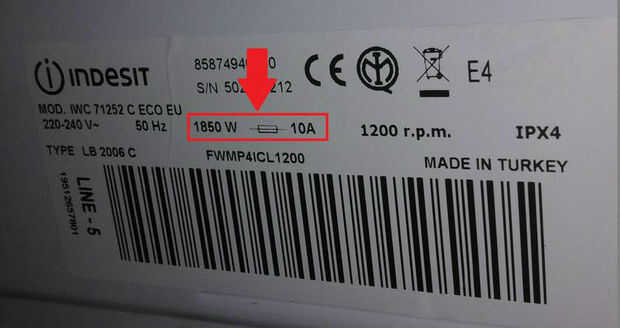 INDESIT
MOD. IWC 71252 C ECO EU
220-240 V~ 50 Hz
1850 W 10A
1200 r.p.m. IPX4
TYPE LB 2006 C
FWMP4ICL1200
MADE IN TURKEY
S/N
CE
E4
LINE - 5